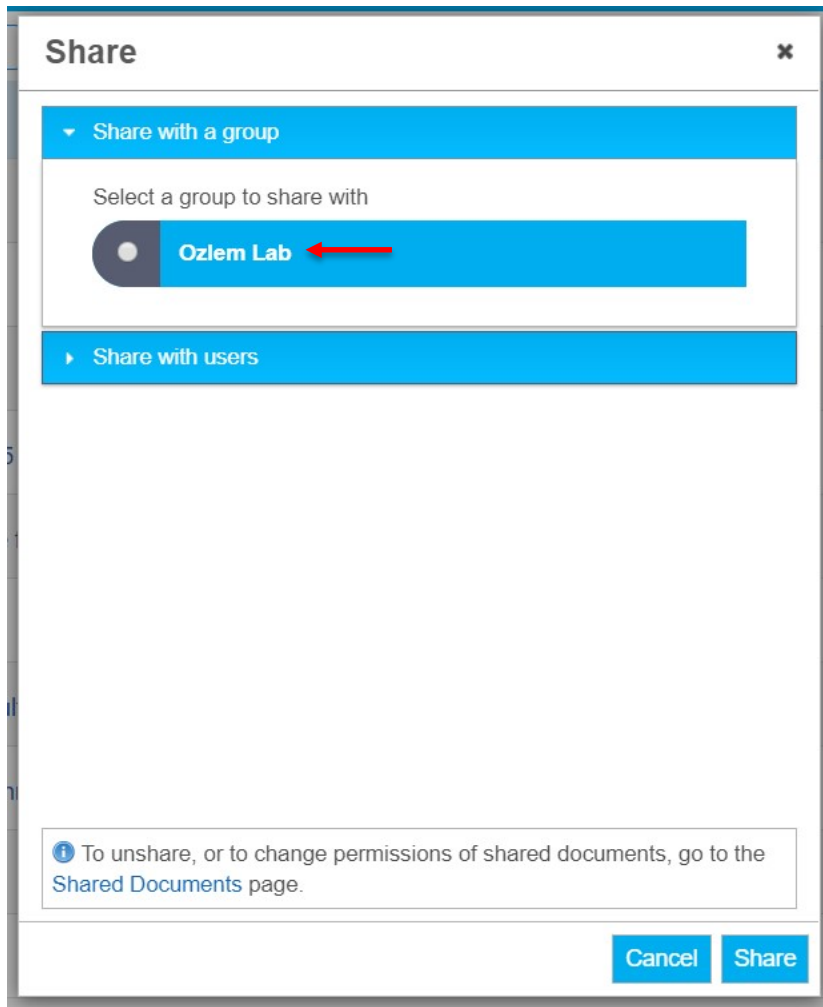 Share
Share with a group
Select a group to share with
Ozlem Lab
Share with users
5
To unshare, or to change permissions of shared documents, go to the
Shared Documents page.
Cancel Share